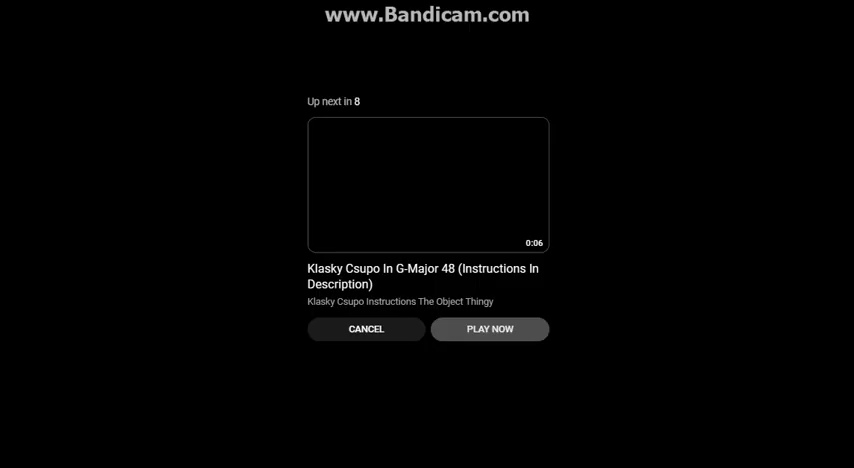 www.Bandicam.com
Up next in 8
0:06
Klasky Csupo In G-Major 48 (Instructions In
Description)
Klasky Csupo Instructions The Object Thingy
CANCEL
PLAY NOW